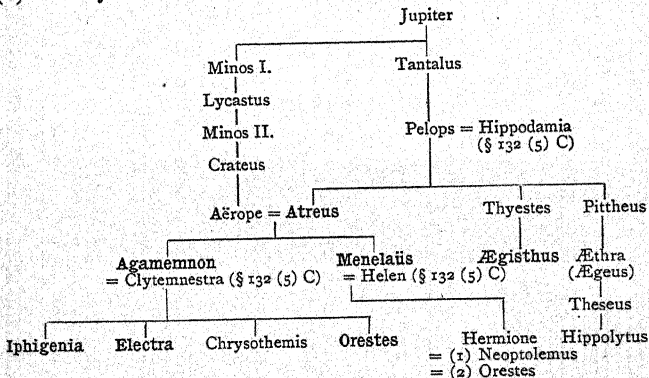 Jupiter
Minos I. Tantalus
Lycastus
Minos II. Pelops = Hippodamia
(§ 132 (5) C)
Crateus
Aërope = Atreus Thyestes Pittheus
Agamemnon Menelaüs Ægisthus Æthra
= Clytemnestra (§ 132 (5) C) = Helen (§ 132 (5) C) (Ægeus)
Theseus
Iphigenia Electra Chrysothemis Orestes Hermione Hippolytus
= (1) Neoptolemus
= (2) Orestes